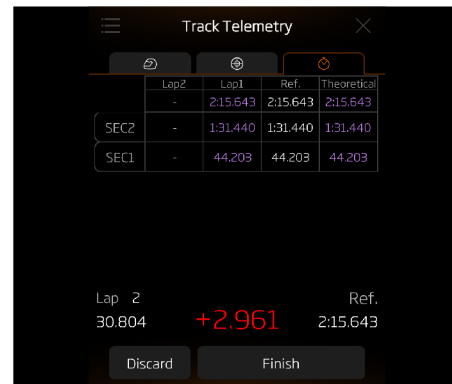 Track Telemetry
Lap2 Lap1 Ref. Theoretical
- 2:15.643 2:15.643 2:15.643
SEC2 - 1:31.440 1:31.440 1:31.440
SEC1 - 44.203 44.203 44.203
Lap 2 Ref.
30.804 +2.961 2:15.643
Discard Finish